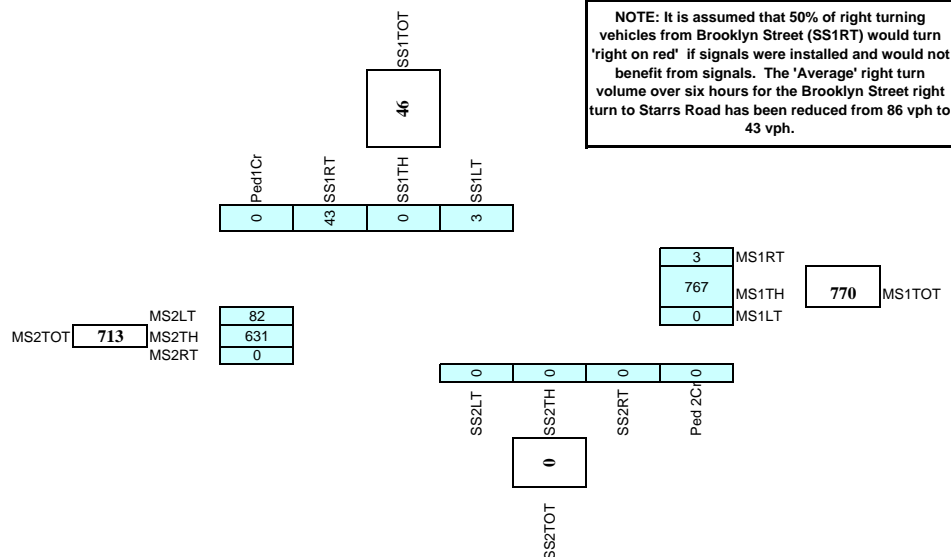 NOTE: It is assumed that 50% of right turning
vehicles from Brooklyn Street (SS1RT) would turn
'right on red' if signals were installed and would not
benefit from signals. The 'Average' right turn
volume over six hours for the Brooklyn Street right
turn to Starrs Road has been reduced from 86 vph to
43 vph.
SS1TOT
46
Ped1Cr
SS1RT
SS1TH
SS1LT
0
43
0
3
3 MS1RT
767 MS1TH
0 MS1LT
770 MS1TOT
MS2LT 82
MS2TOT 713 MS2TH 631
MS2RT 0
0
0
0
0
SS2LT
SS2TH
SS2RT
Ped 2Cr
0
SS2TOT